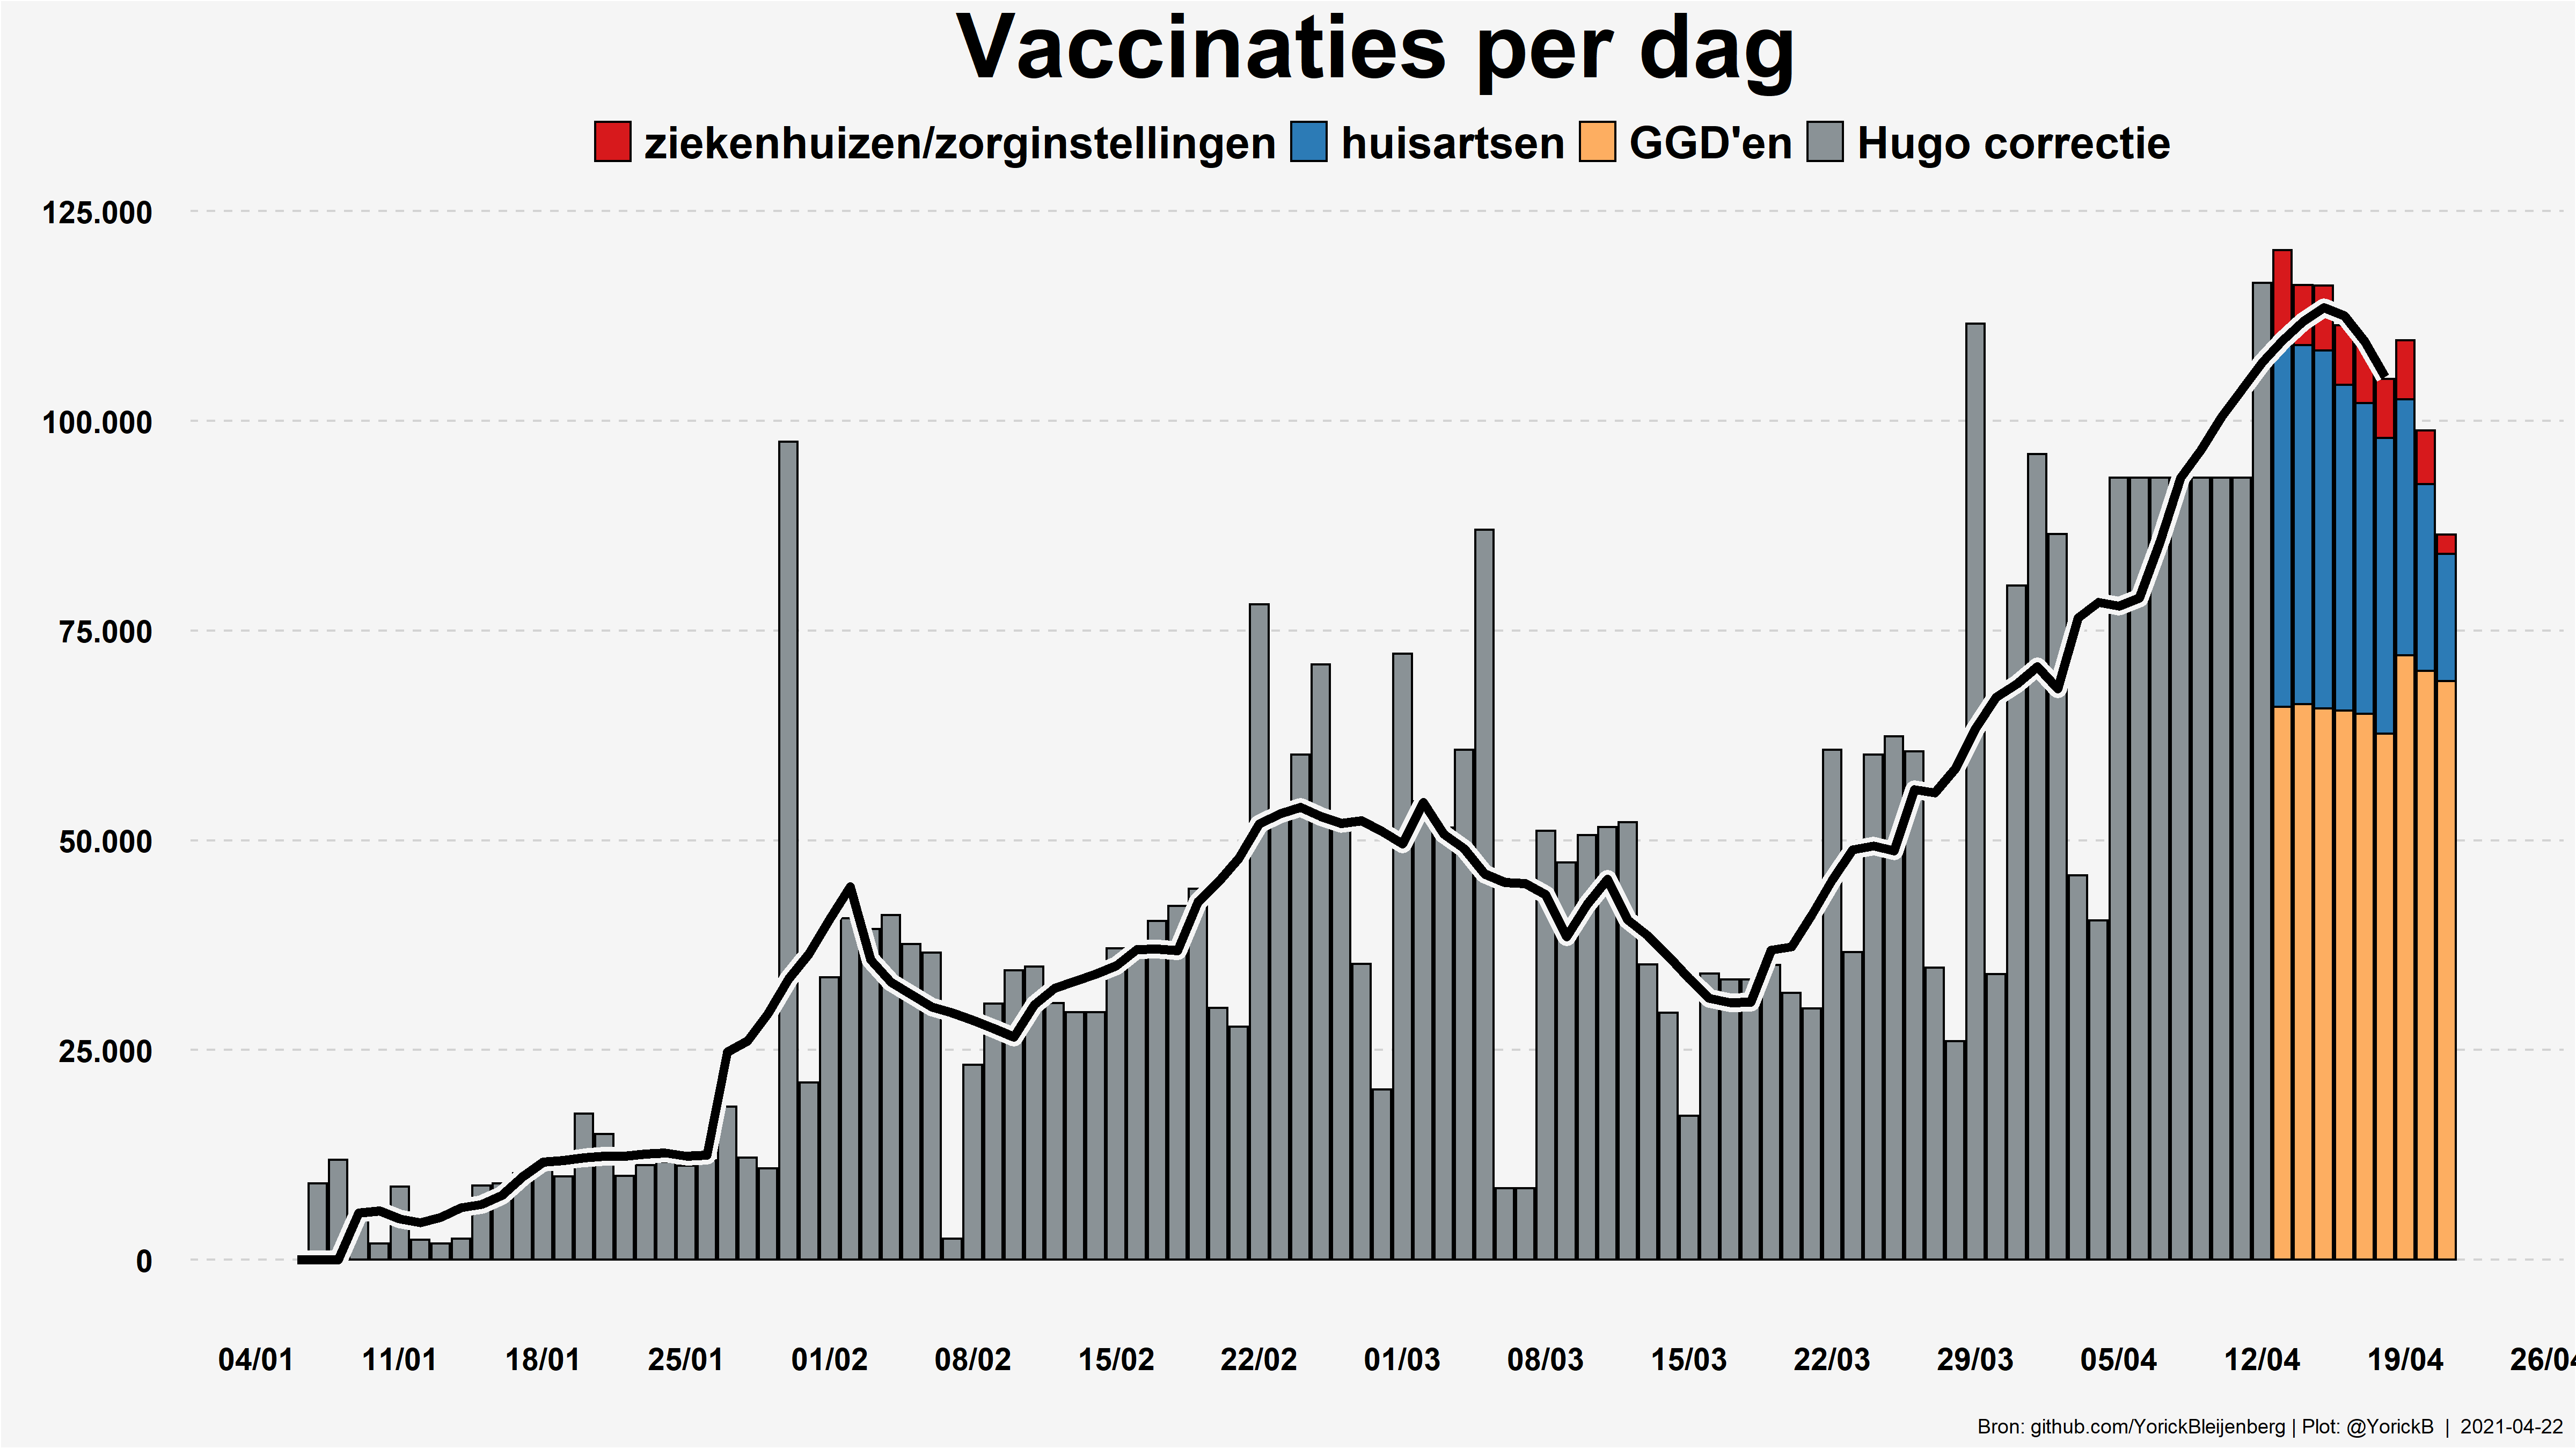 Vaccinaties per dag
ziekenhuizen/zorginstellingen huisartsen GGD'en Hugo correctie
125.000
100.000
75.000
50.000
25.000
0
04/01 11/01 18/01 25/01 01/02 08/02 15/02 22/02 01/03 08/03 15/03 22/03 29/03 05/04 12/04 19/04 26/04
Bron: github.com/YorickBleijenberg | Plot: @YorickB | 2021-04-22